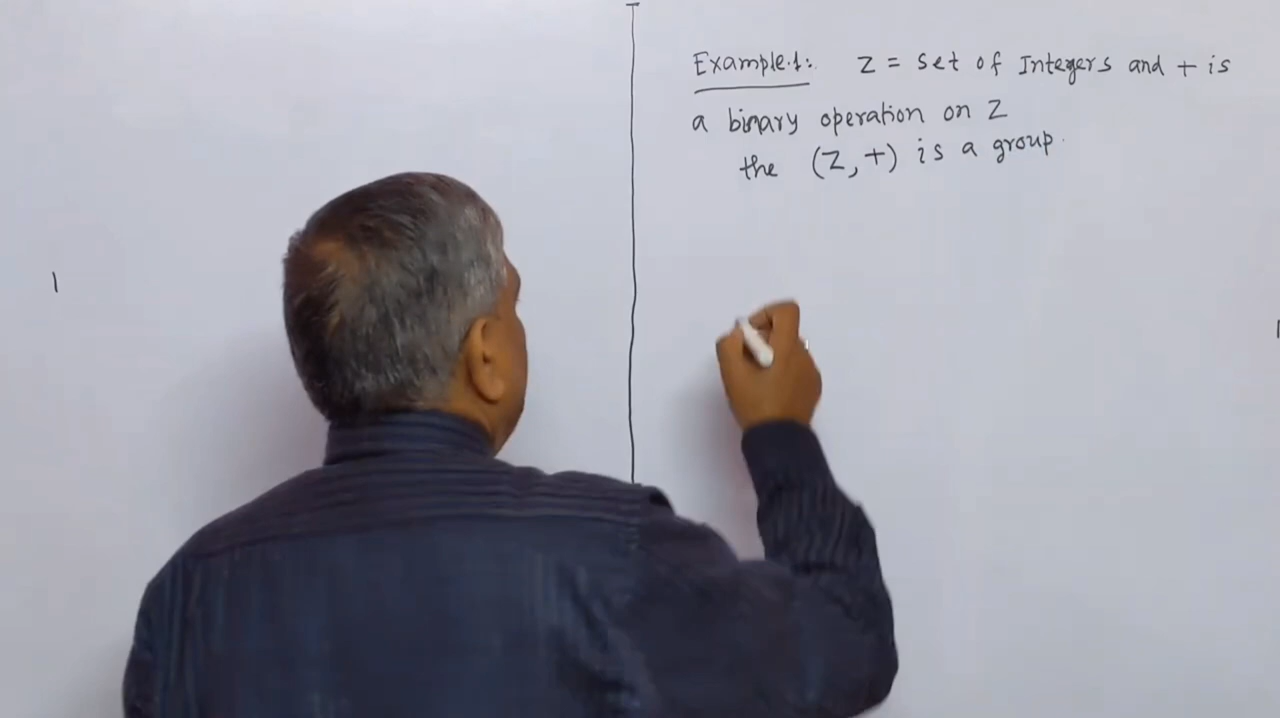 Example.1: Z = set of Integers and + is
a binary operation on Z
the (Z, +) is a group.